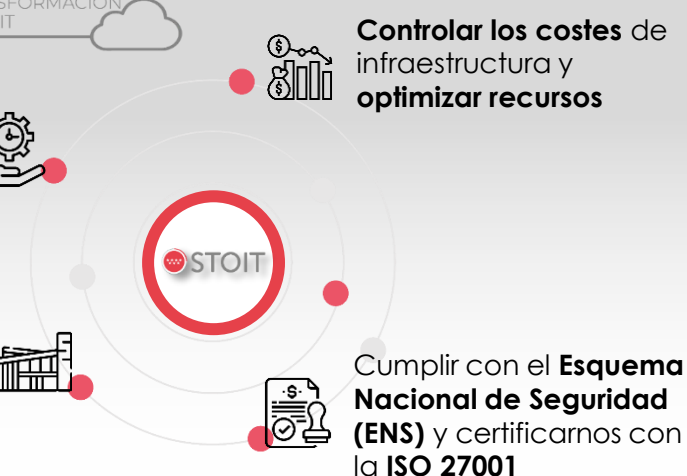 IT
Controlar los costes de
infraestructura y
optimizar recursos
STOIT
Cumplir con el Esquema
Nacional de Seguridad
(ENS) y certificarnos con
la ISO 27001